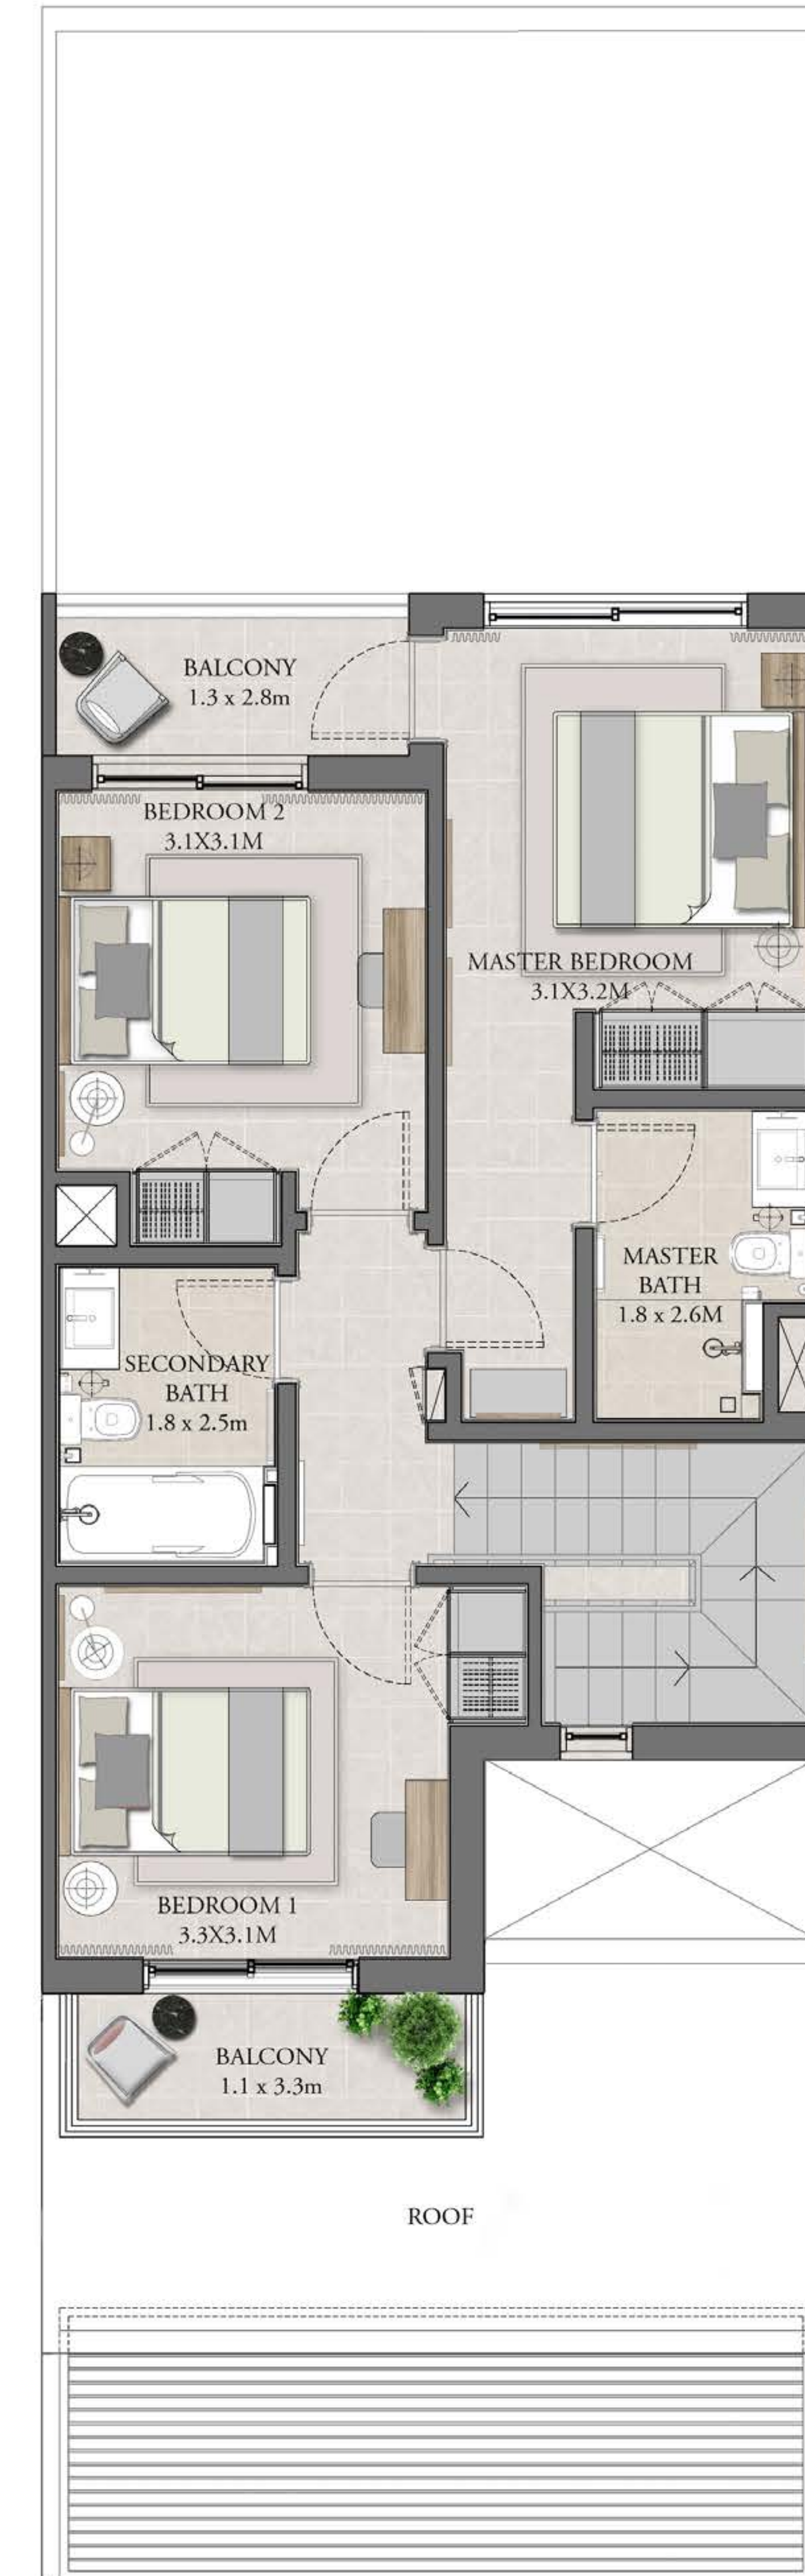 BALCONY
1.3 x 2.8m
BEDROOM 2
3.1X3.1M
MASTER BEDROOM
3.1X3.2M
MASTER
BATH
1.8 x 2.6M
SECONDARY
BATH
1.8 x 2.5m
BEDROOM 1
3.3X3.1M
BALCONY
1.1 x 3.3m
ROOF